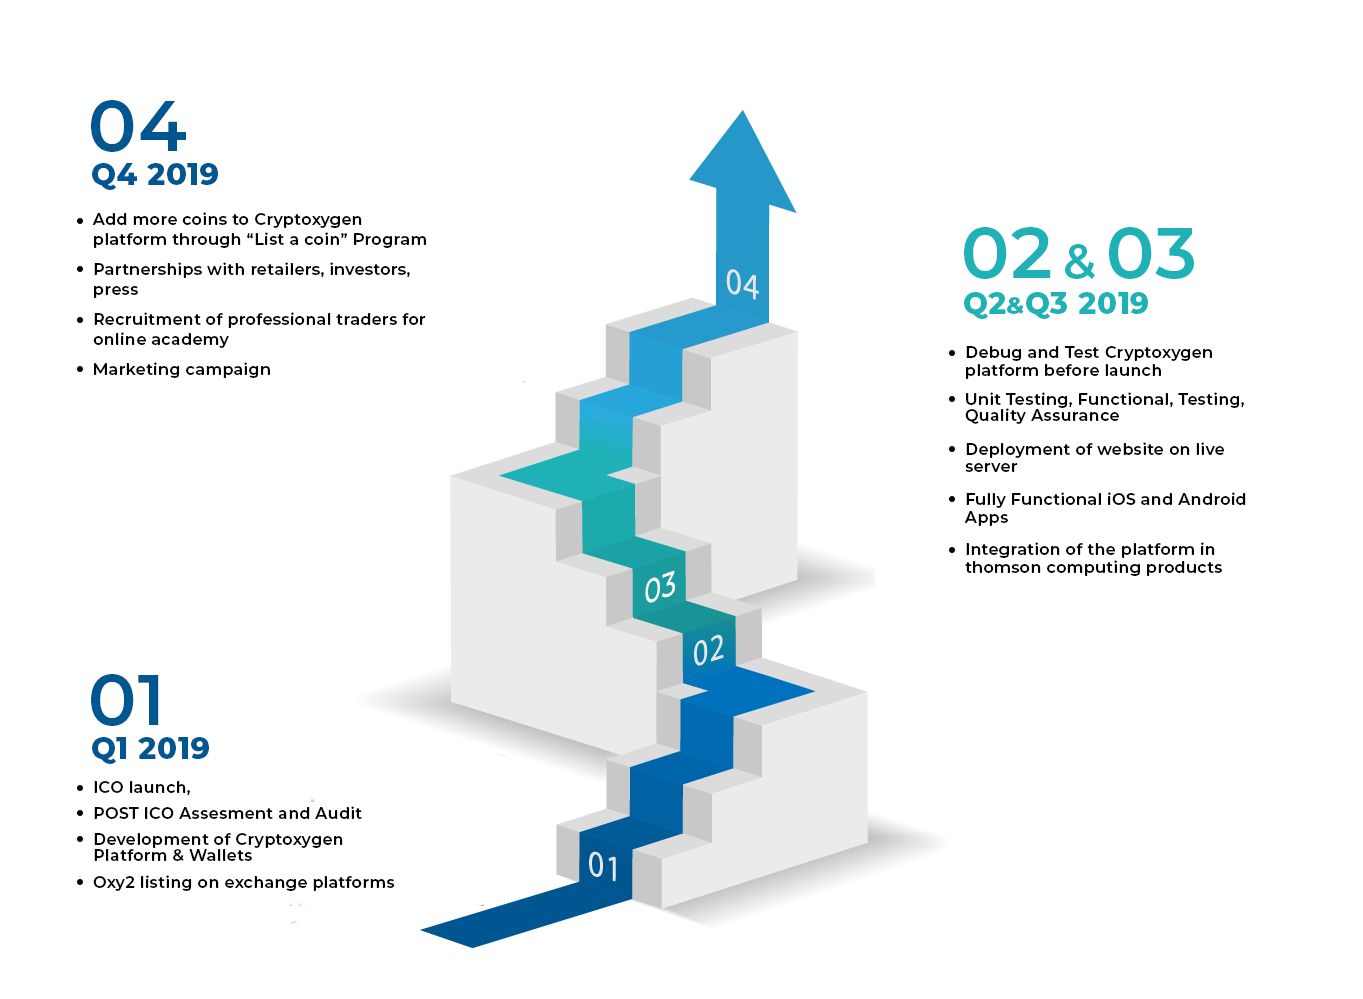 04
Q4 2019
• Add more coins to Cryptoxygen
platform through “List a coin” Program
• Partnerships with retailers, investors,
press
• Recruitment of professional traders for
online academy
• Marketing campaign
02 & 03
Q2&Q3 2019
• Debug and Test Cryptoxygen
platform before launch
• Unit Testing, Functional, Testing,
Quality Assurance
• Deployment of website on live
server
• Fully Functional iOS and Android
Apps
• Integration of the platform in
thomson computing products
01
Q1 2019
• ICO launch,
• POST ICO Assesment and Audit
• Development of Cryptoxygen
Platform & Wallets
• Oxy2 listing on exchange platforms
04
03
02
01